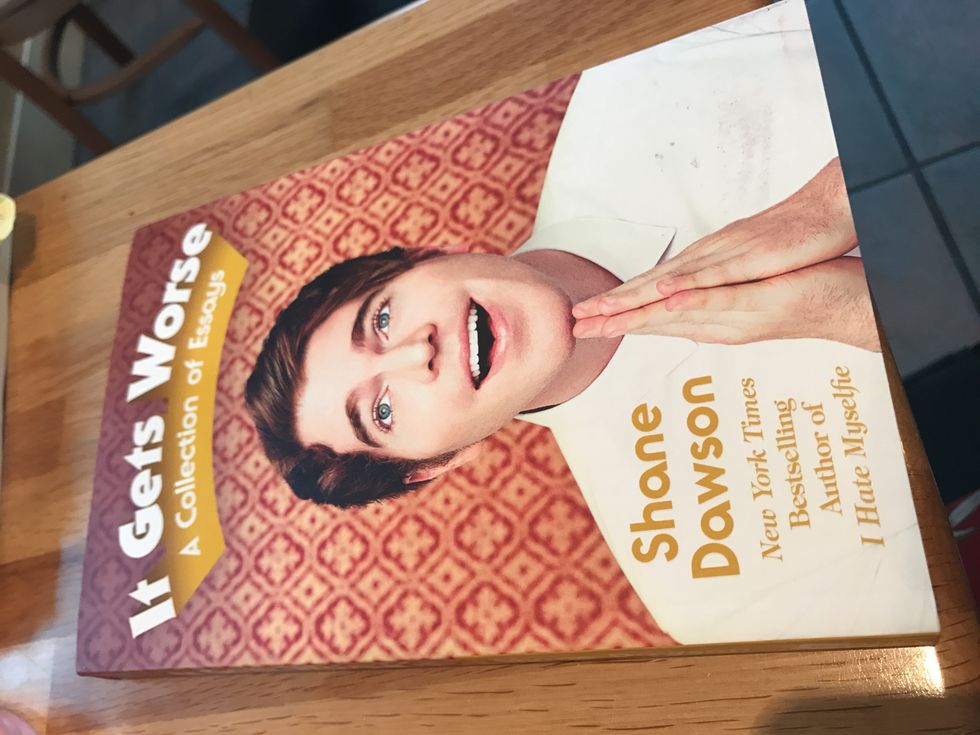 It Gets Worse
A Collection of Essays
Shane
Dawson
New York Times
Bestselling
Author of
I Hate Myselfie